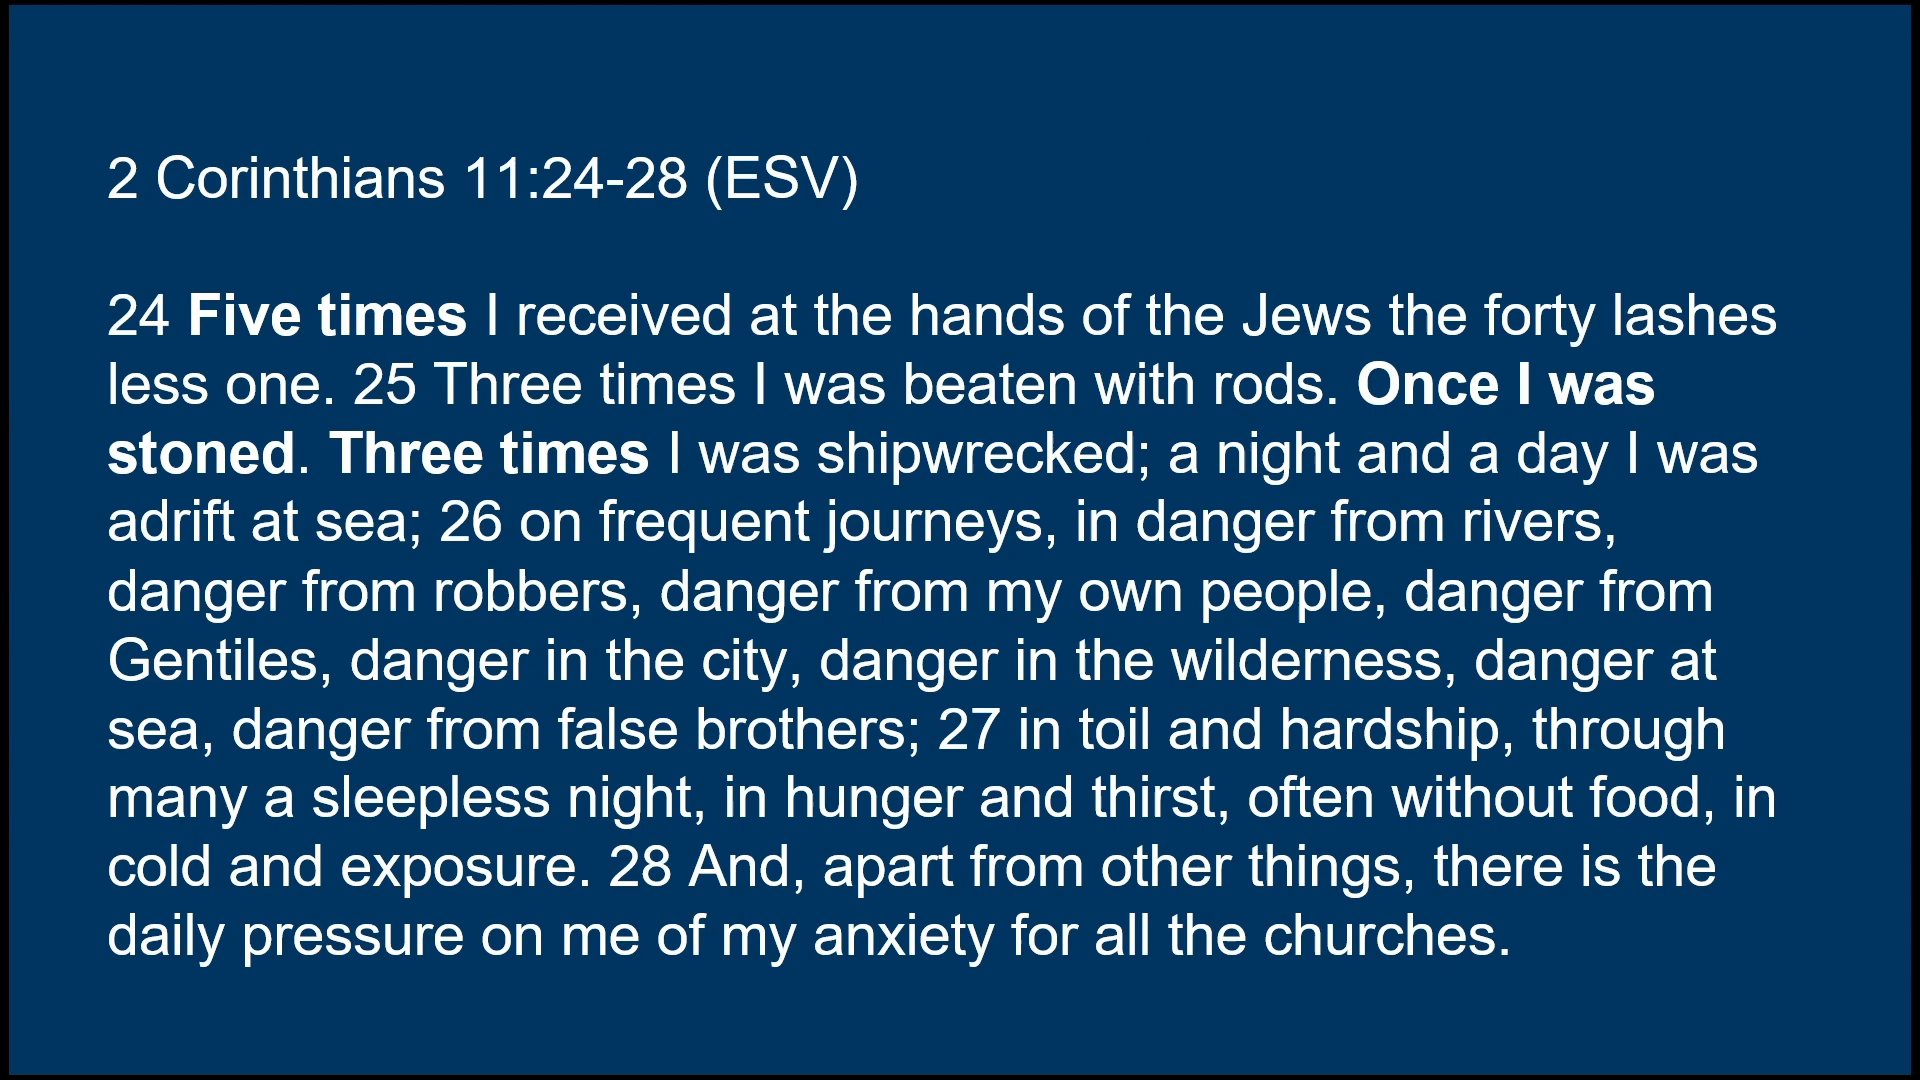 2 Corinthians 11:24-28 (ESV)
24 Five times I received at the hands of the Jews the forty lashes
less one. 25 Three times I was beaten with rods. Once I was
stoned. Three times I was shipwrecked; a night and a day I was
adrift at sea; 26 on frequent journeys, in danger from rivers,
danger from robbers, danger from my own people, danger from
Gentiles, danger in the city, danger in the wilderness, danger at
sea, danger from false brothers; 27 in toil and hardship, through
many a sleepless night, in hunger and thirst, often without food, in
cold and exposure. 28 And, apart from other things, there is the
daily pressure on me of my anxiety for all the churches.